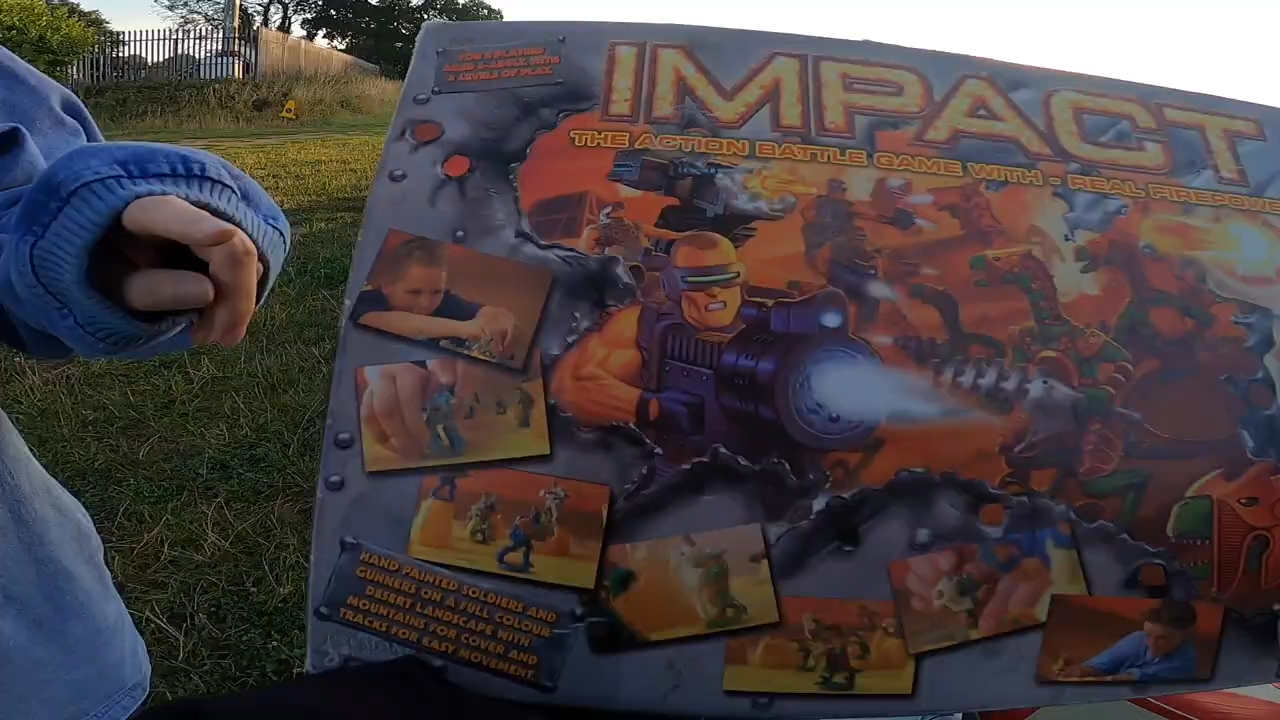 FOR 2 PLAYERS
AGED 8-ADULT WITH
2 LEVELS OF PLAY.
IMPACT
THE ACTION BATTLE GAME WITH - REAL FIREPOWE
HAND PAINTED SOLDIERS AND
GUNNERS ON A FULL COLOUR
DESERT LANDSCAPE WITH
MOUNTAINS FOR COVER AND
TRACKS FOR EASY MOVEMENT.